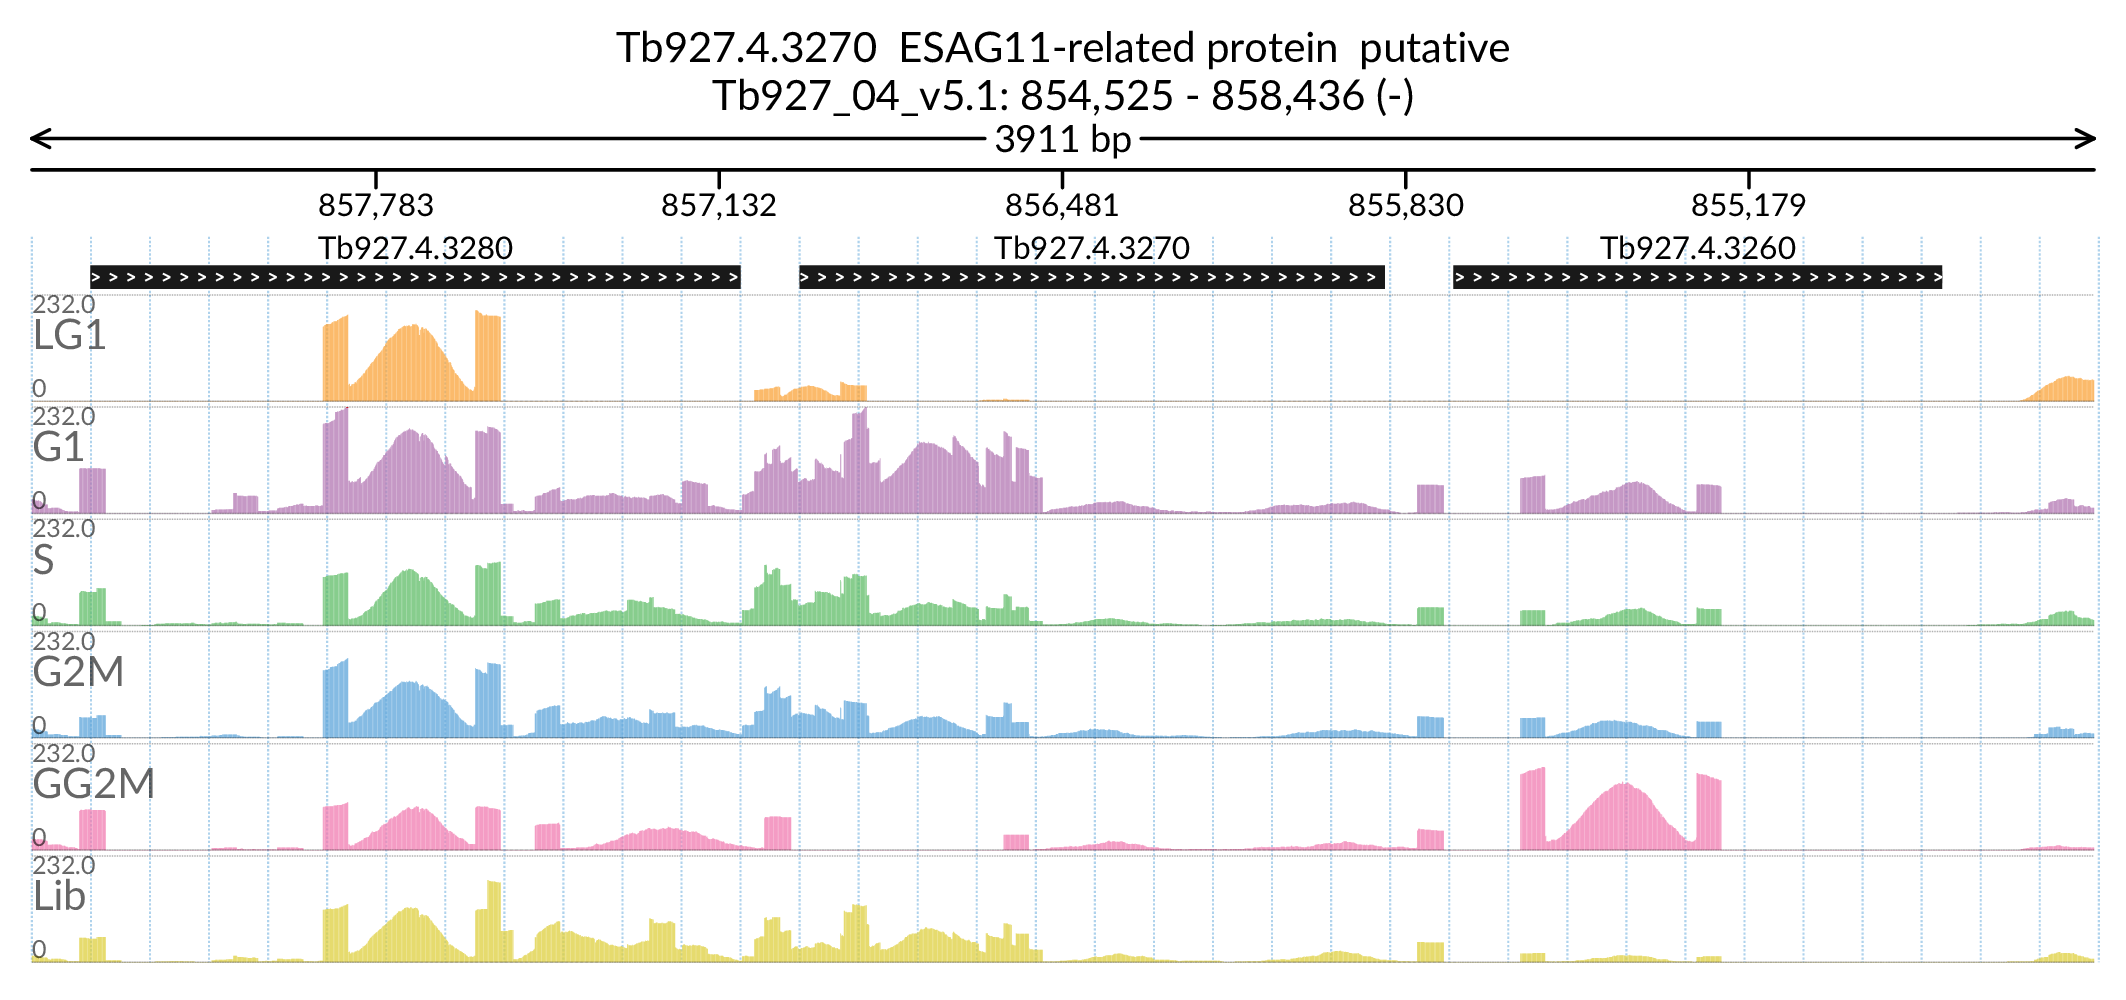 Tb927.4.3270  ESAG11-related protein  putative
Tb927_04_v5.1: 854,525 - 858,436 (-)
3911 bp
857,783 857,132 856,481 855,830 855,179
Tb927.4.3280 Tb927.4.3270 Tb927.4.3260
232.0
LG1
0
232.0
G1
0
232.0
S
0
232.0
G2M
0
232.0
GG2M
0
232.0
Lib
0